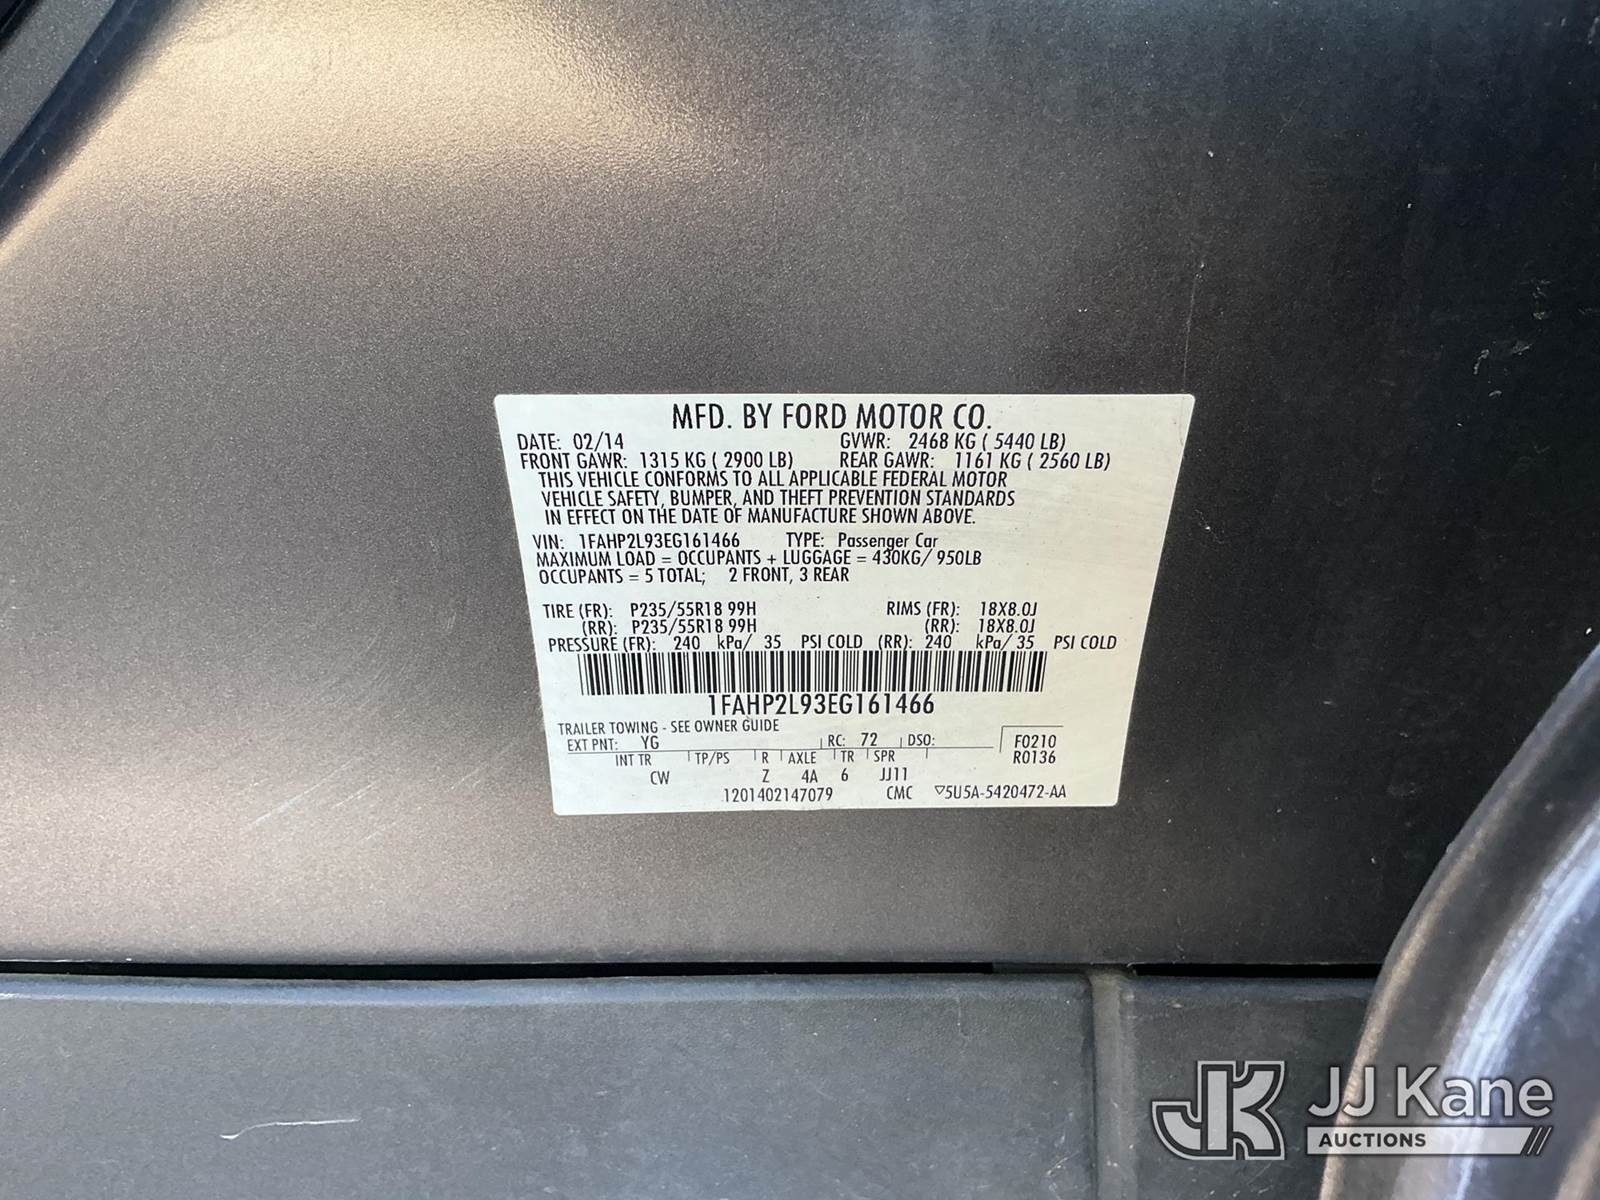 MFD. BY FORD MOTOR CO.
DATE: 02/14 GVWR: 2468 KG ( 5440 LB)
FRONT GAWR: 1315 KG ( 2900 LB) REAR GAWR: 1161 KG ( 2560 LB)
THIS VEHICLE CONFORMS TO ALL APPLICABLE FEDERAL MOTOR
VEHICLE SAFETY, BUMPER, AND THEFT PREVENTION STANDARDS
IN EFFECT ON THE DATE OF MANUFACTURE SHOWN ABOVE.
VIN: 1FAHP2L93EG161466 TYPE: Passenger Car
MAXIMUM LOAD = OCCUPANTS + LUGGAGE = 430KG/ 950LB
OCCUPANTS = 5 TOTAL; 2 FRONT, 3 REAR
TIRE (FR): P235/55R18 99H RIMS (FR): 18X8.0J
(RR): P235/55R18 99H (RR): 18X8.0J
PRESSURE (FR): 240 kPa/ 35 PSI COLD (RR): 240 kPa/ 35 PSI COLD
1FAHP2L93EG161466
TRAILER TOWING - SEE OWNER GUIDE
EXT PNT: YG RC: 72 DSO: F0210
INT TR TP/PS R AXLE TR SPR R0136
CW Z 4A 6 JJ11
1201402147079 CMC ▽5U5A-5420472-AA
JK JJ Kane
AUCTIONS